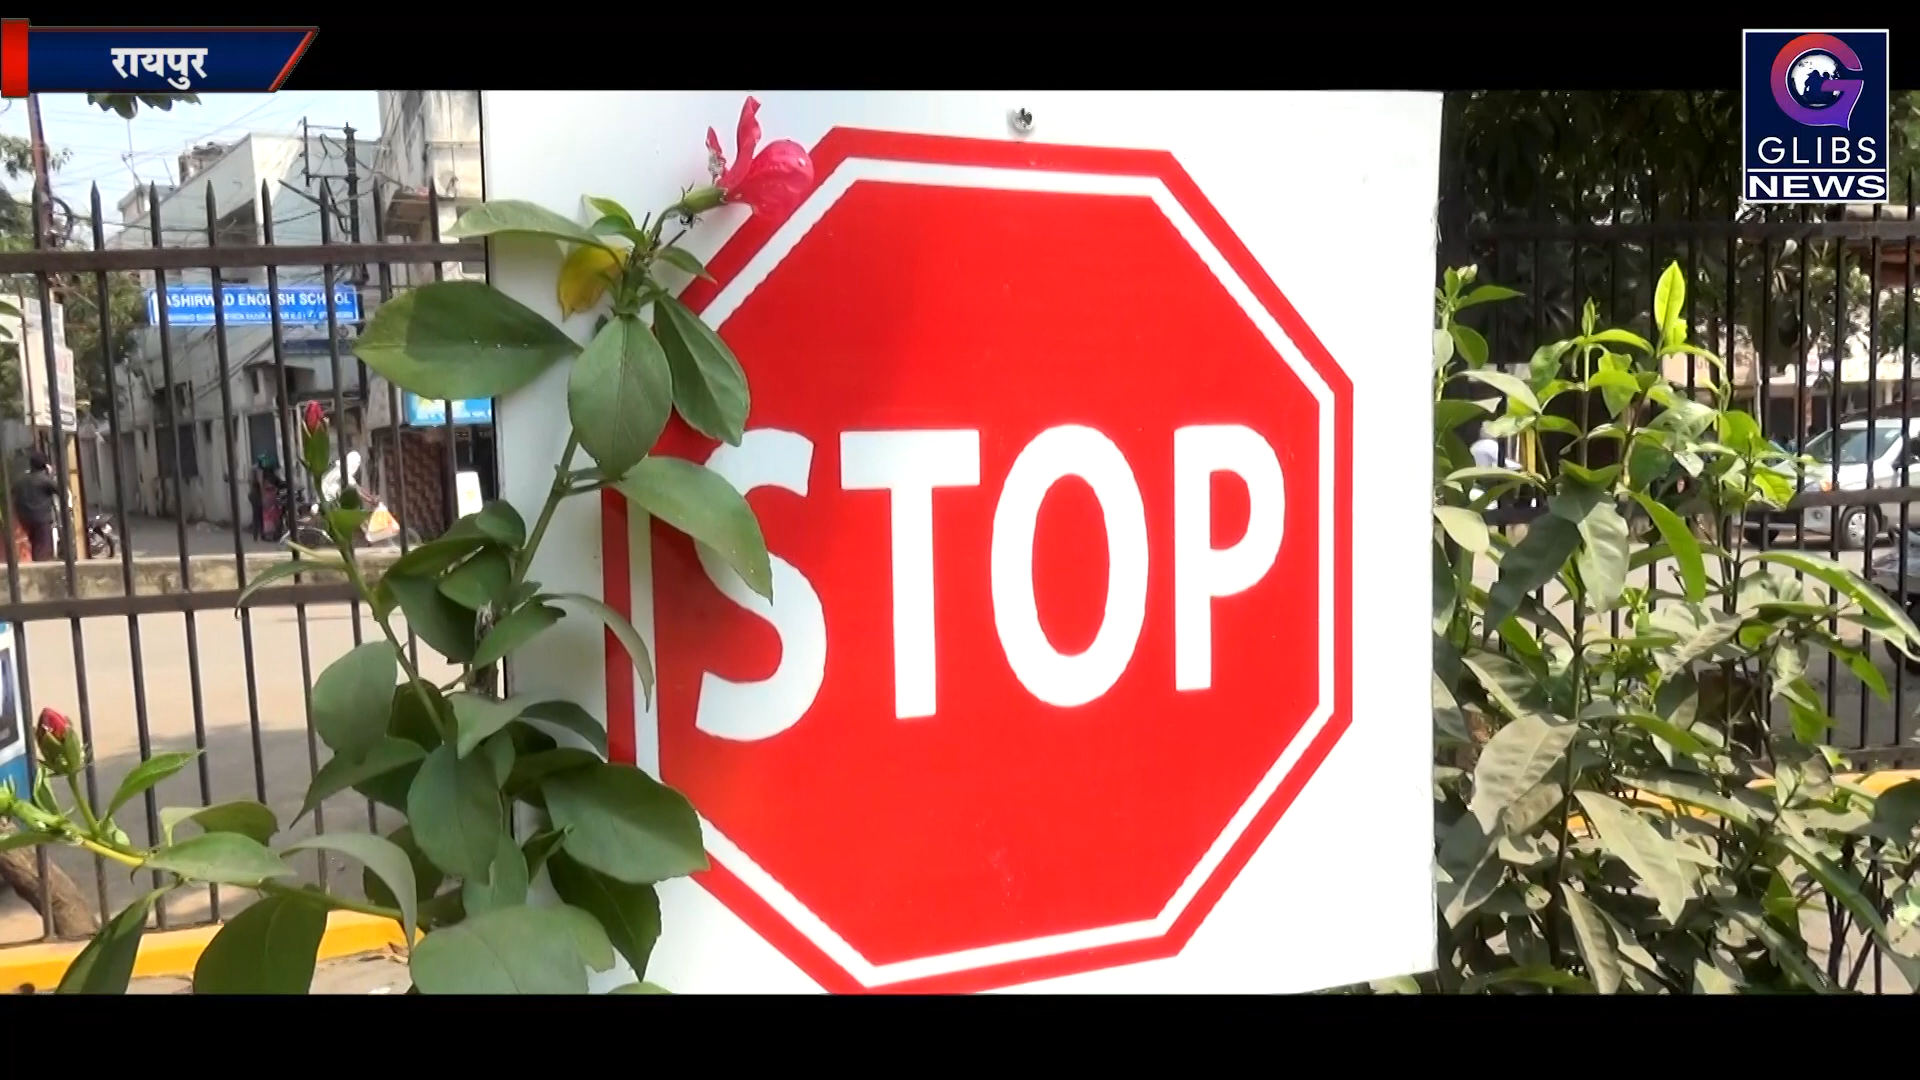 रायपुर
GLIBS
NEWS
ASHIRWAD ENGLISH SCHOOL
STOP